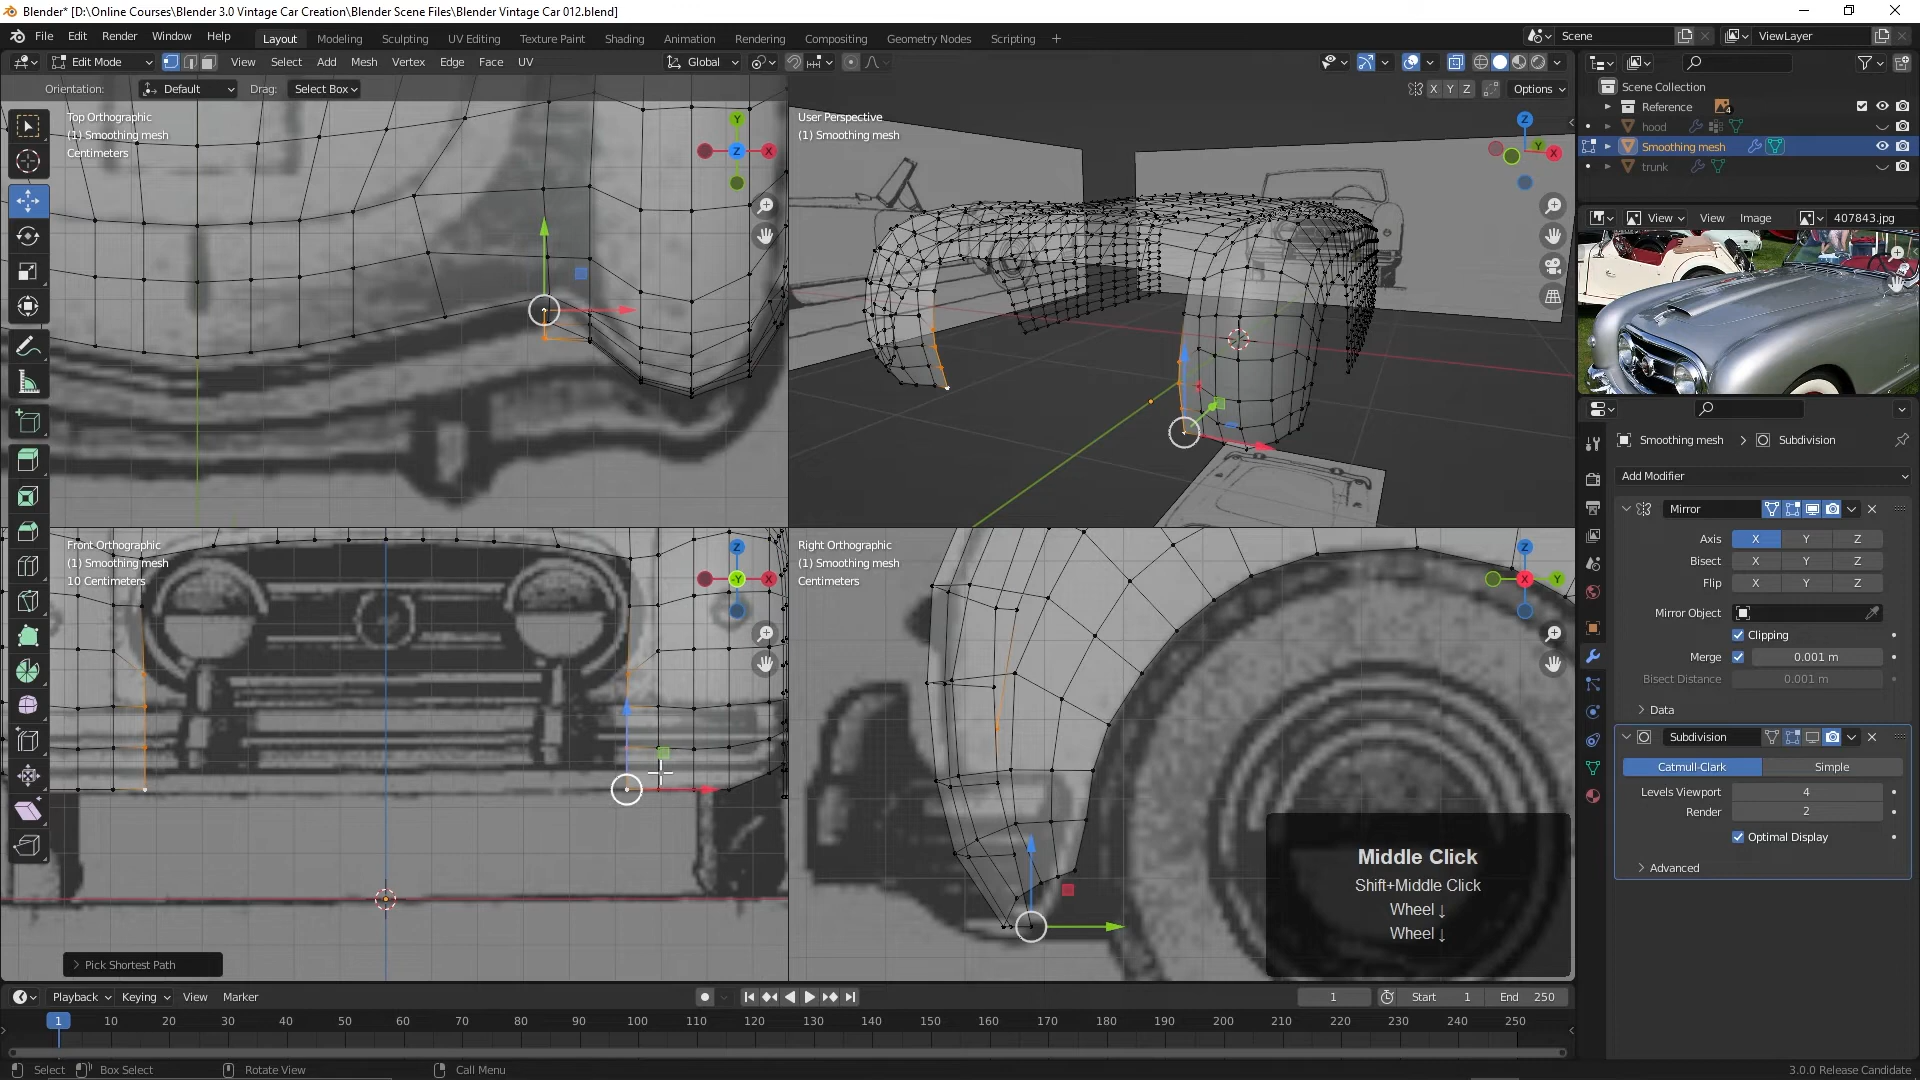 Blender* [D:\Online Courses\Blender 3.0 Vintage Car Creation\Blender Scene Files\Blender Vintage Car 012.blend]
File Edit Render Window Help Layout Modeling Sculpting UV Editing Texture Paint Shading Animation Rendering Compositing Geometry Nodes Scripting + Scene ViewLayer
Edit Mode View Select Add Mesh Vertex Edge Face UV Global
Orientation: Default Drag: Select Box X Y Z Options
Scene Collection
Reference 4
hood
Smoothing mesh
trunk
View View Image 407843.jpg
Top Orthographic
(1) Smoothing mesh
Centimeters
Y
X
Z
User Perspective
(1) Smoothing mesh
Z
Y
X
Front Orthographic
(1) Smoothing mesh
10 Centimeters
Z
X
-Y
Right Orthographic
(1) Smoothing mesh
Centimeters
Z
X
Y
Middle Click
Shift+Middle Click
Wheel ↓
Wheel ↓
Pick Shortest Path
Smoothing mesh > Subdivision
Add Modifier
Mirror
Axis X Y Z
Bisect X Y Z
Flip X Y Z
Mirror Object
Clipping
Merge 0.001 m
Bisect Distance 0.001 m
Data
Subdivision
Catmull-Clark Simple
Levels Viewport 4
Render 2
Optimal Display
Advanced
Playback Keying View Marker 1 Start 1 End 250
1 10 20 30 40 50 60 70 80 90 100 110 120 130 140 150 160 170 180 190 200 210 220 230 240 250
Select Box Select Rotate View Call Menu 3.0.0 Release Candidate